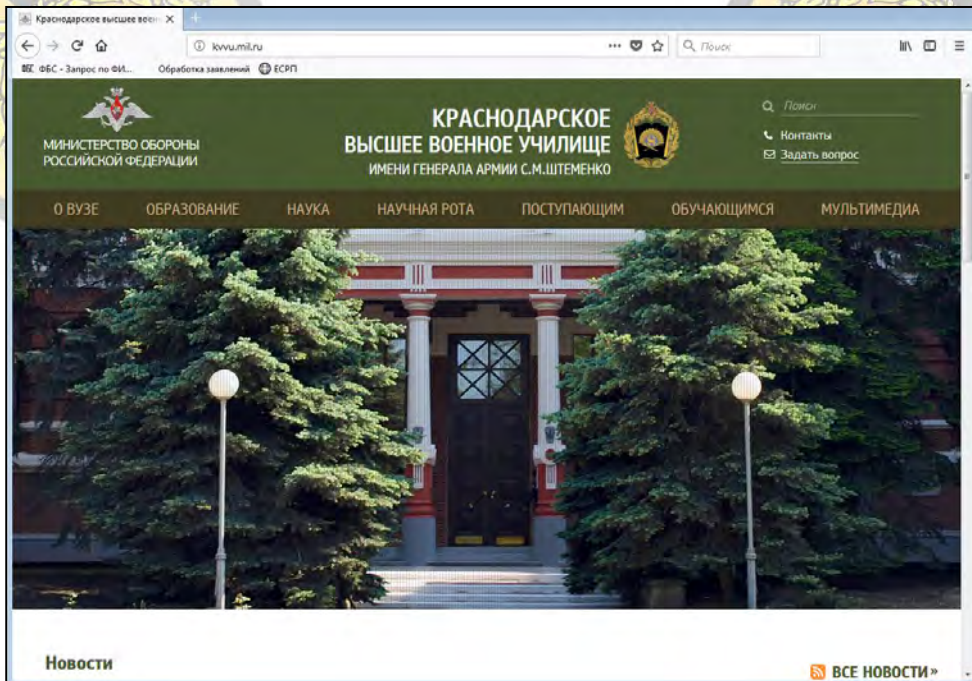 Краснодарское высшее воен
kvvu.mil.ru
Поиск
ФБС - Запрос по ФИ...
Обработка заявлений
ЕСРП
МИНИСТЕРСТВО ОБОРОНЫ
РОССИЙСКОЙ ФЕДЕРАЦИИ
КРАСНОДАРСКОЕ
ВЫСШЕЕ ВОЕННОЕ УЧИЛИЩЕ
ИМЕНИ ГЕНЕРАЛА АРМИИ С.М.ШТЕМЕНКО
Поиск
Контакты
Задать вопрос
О ВУЗЕ
ОБРАЗОВАНИЕ
НАУКА
НАУЧНАЯ РОТА
ПОСТУПАЮЩИМ
ОБУЧАЮЩИМСЯ
МУЛЬТИМЕДИА
Новости
ВСЕ НОВОСТИ»